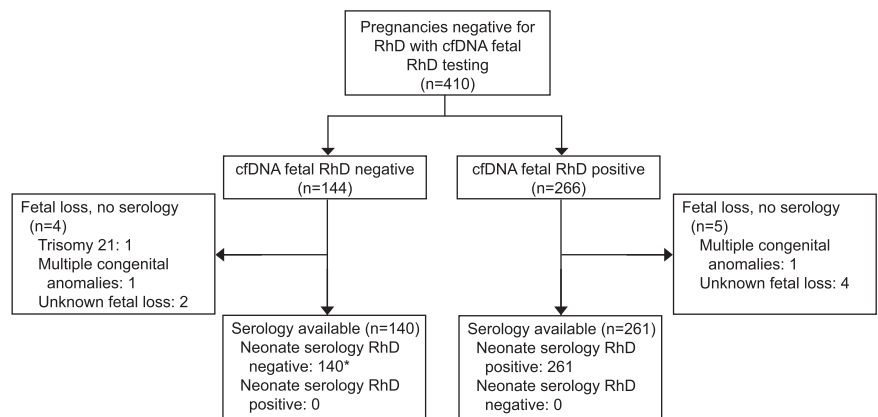 Pregnancies negative for
RhD with cfDNA fetal
RhD testing
(n=410)
cfDNA fetal RhD negative
(n=144)
cfDNA fetal RhD positive
(n=266)
Fetal loss, no serology
(n=4)
Trisomy 21: 1
Multiple congenital
anomalies: 1
Unknown fetal loss: 2
Fetal loss, no serology
(n=5)
Multiple congenital
anomalies: 1
Unknown fetal loss: 4
Serology available (n=140)
Neonate serology RhD
negative: 140*
Neonate serology RhD
positive: 0
Serology available (n=261)
Neonate serology RhD
positive: 261
Neonate serology RhD
negative: 0